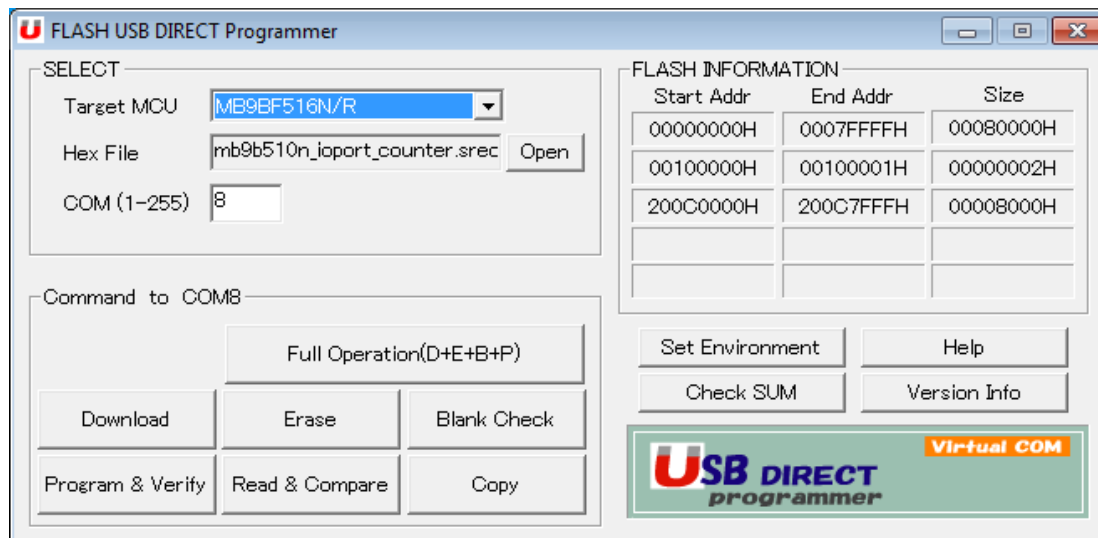 FLASH USB DIRECT Programmer
SELECT
Target MCU MB9BF516N/R
Hex File mb9b510n_ioport_counter.srec Open
COM (1-255) 8
FLASH INFORMATION
Start Addr End Addr Size
00000000H 0007FFFFH 00080000H
00100000H 00100001H 00000002H
200C0000H 200C7FFFH 00008000H
Command to COM8
Full Operation(D+E+B+P)
Download Erase Blank Check
Program & Verify Read & Compare Copy
Set Environment Help
Check SUM Version Info
Virtual COM
USB DIRECT
programmer